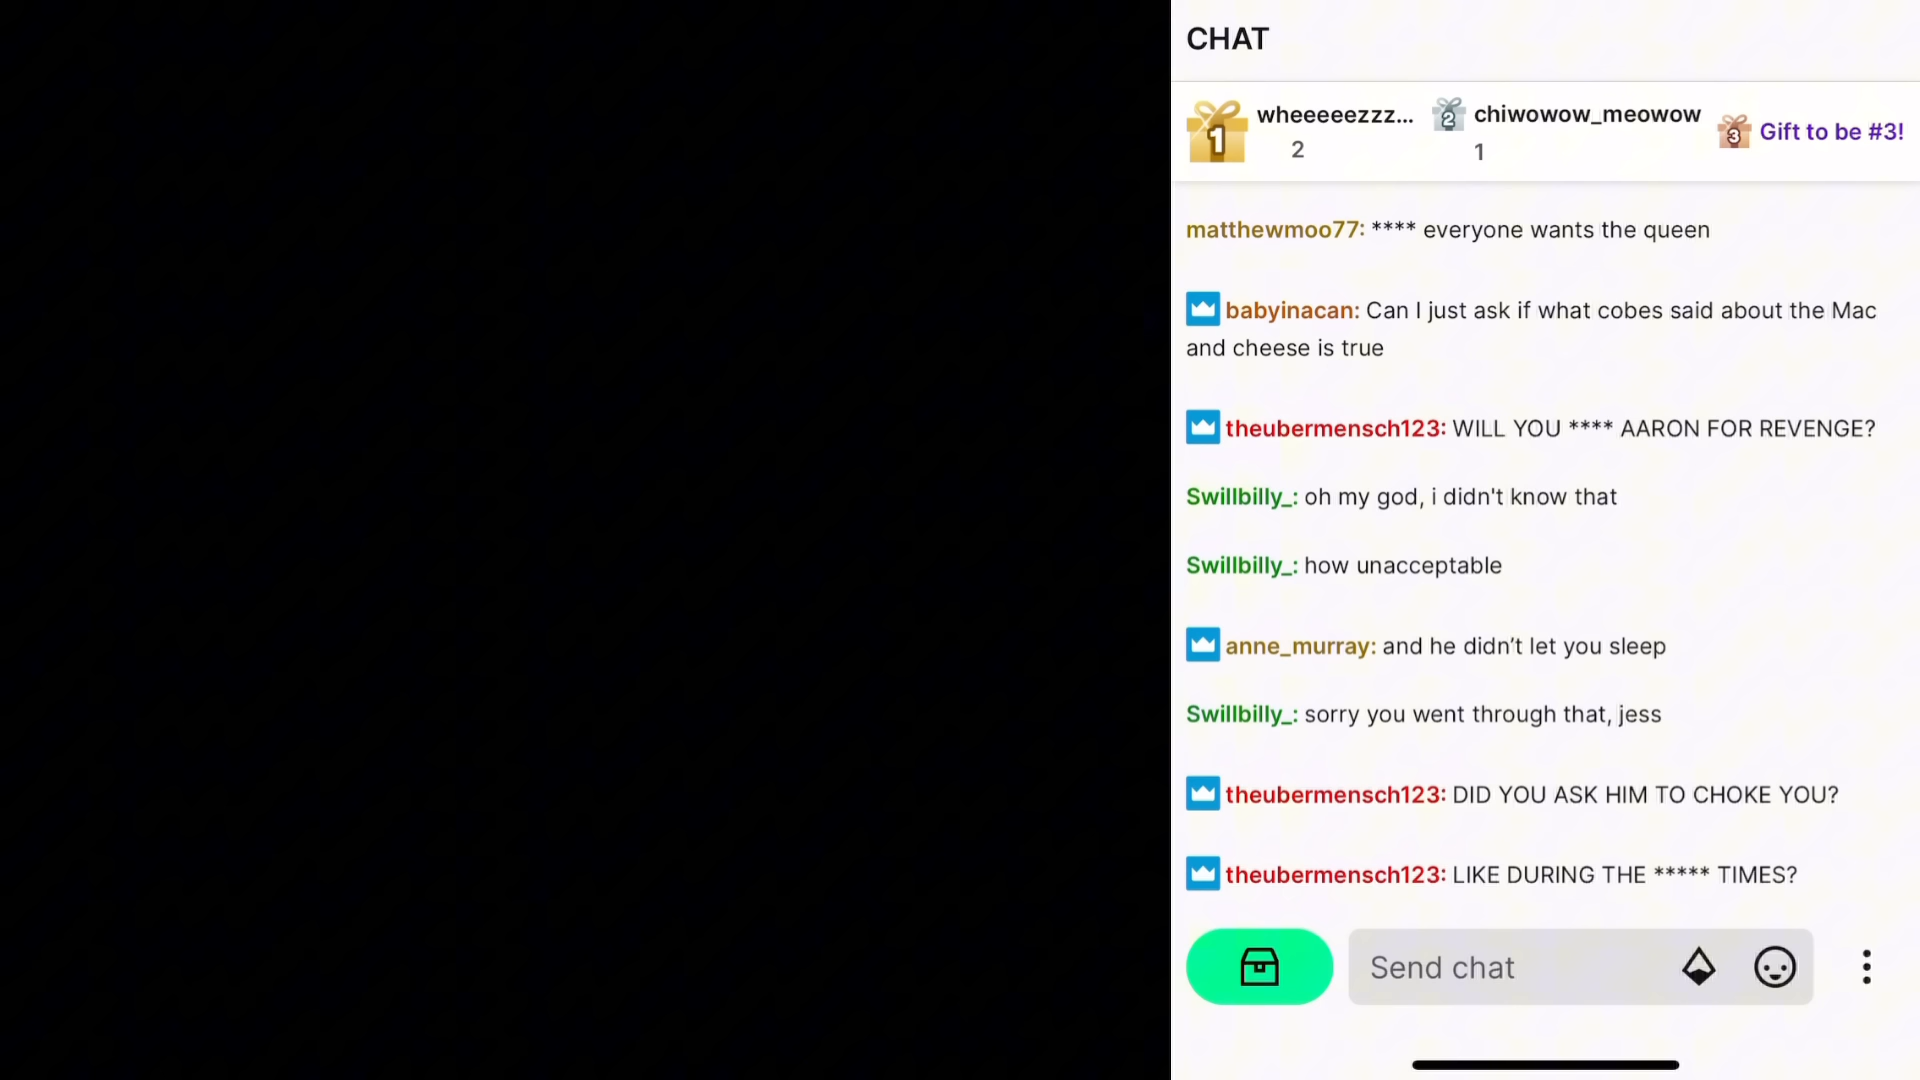 CHAT
1 wheeeeezzz... 2 chiwowow_meowow 3 Gift to be #3!
2 1
matthewmoo77: **** everyone wants the queen
babyinacan: Can I just ask if what cobes said about the Mac
and cheese is true
theubermensch123: WILL YOU **** AARON FOR REVENGE?
Swillbilly_: oh my god, i didn't know that
Swillbilly_: how unacceptable
anne_murray: and he didn’t let you sleep
Swillbilly_: sorry you went through that, jess
theubermensch123: DID YOU ASK HIM TO CHOKE YOU?
theubermensch123: LIKE DURING THE ***** TIMES?
Send chat